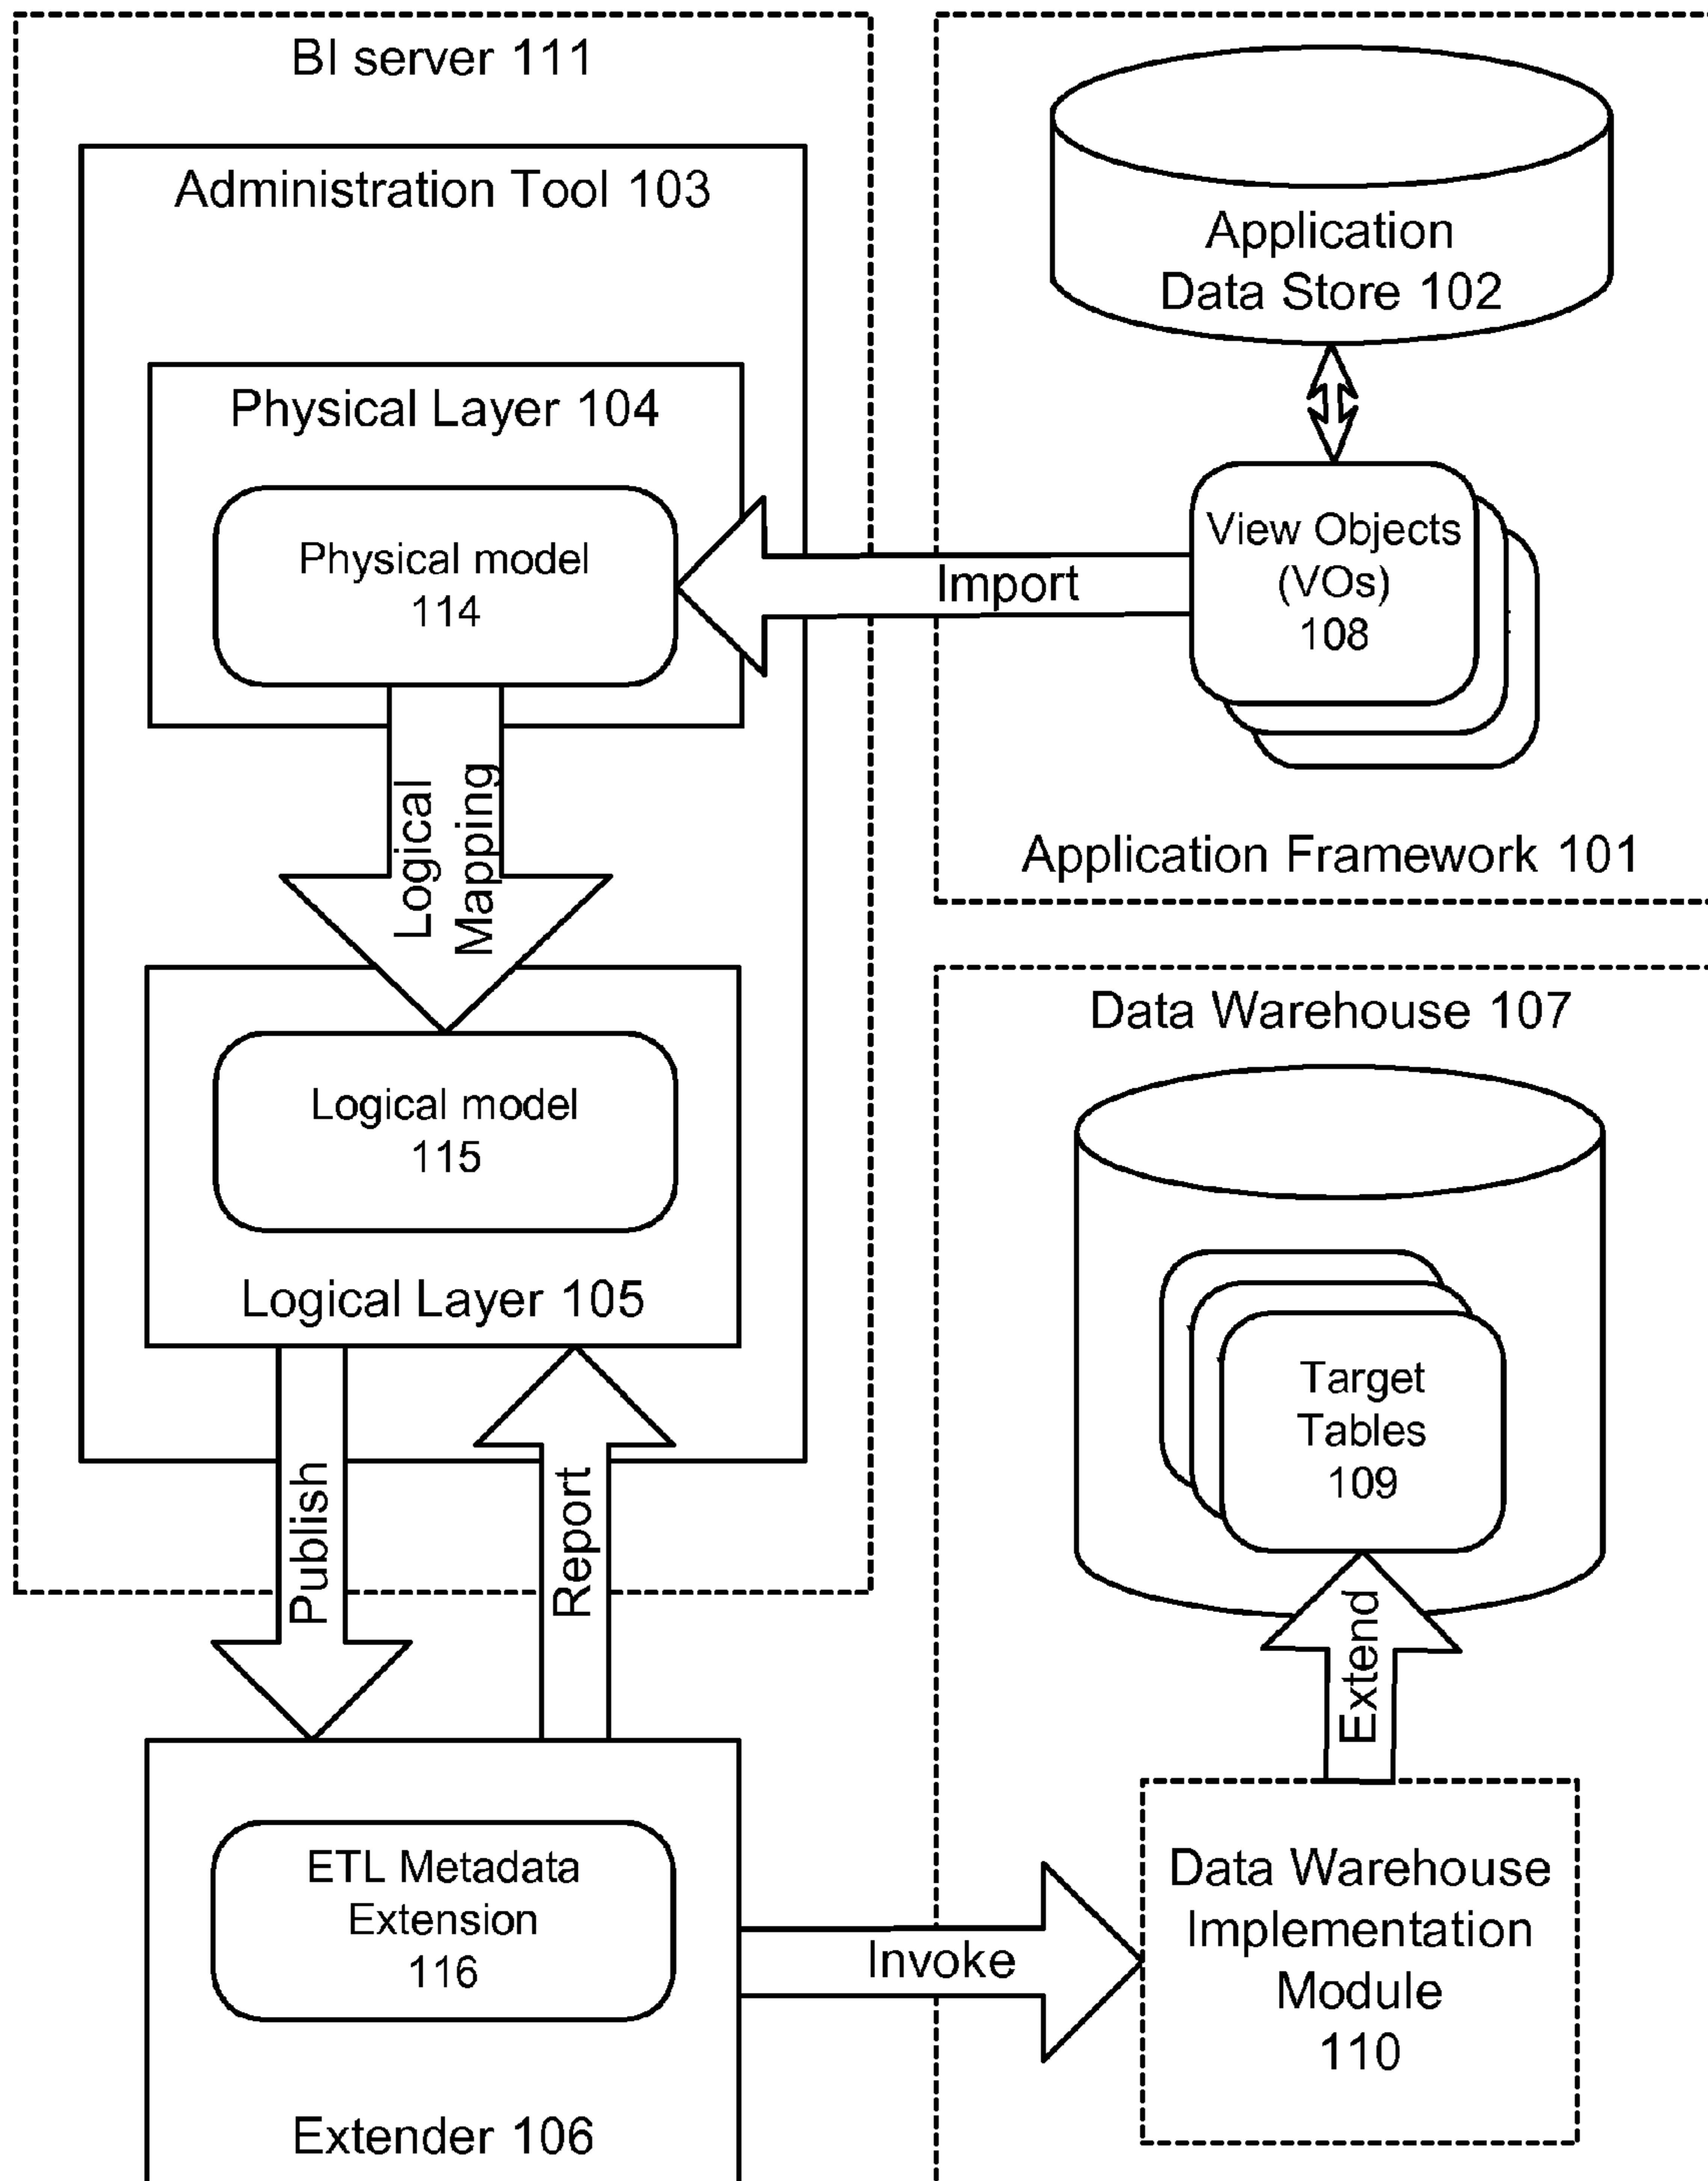 BI server 111
Administration Tool 103
Physical Layer 104
Physical model
114
Logical
Mapping
Logical model
115
Logical Layer 105
Publish
Report
ETL Metadata
Extension
116
Extender 106
Application
Data Store 102
View Objects
(VOs)
108
Import
Application Framework 101
Data Warehouse 107
Target
Tables
109
Extend
Invoke
Data Warehouse
Implementation
Module
110